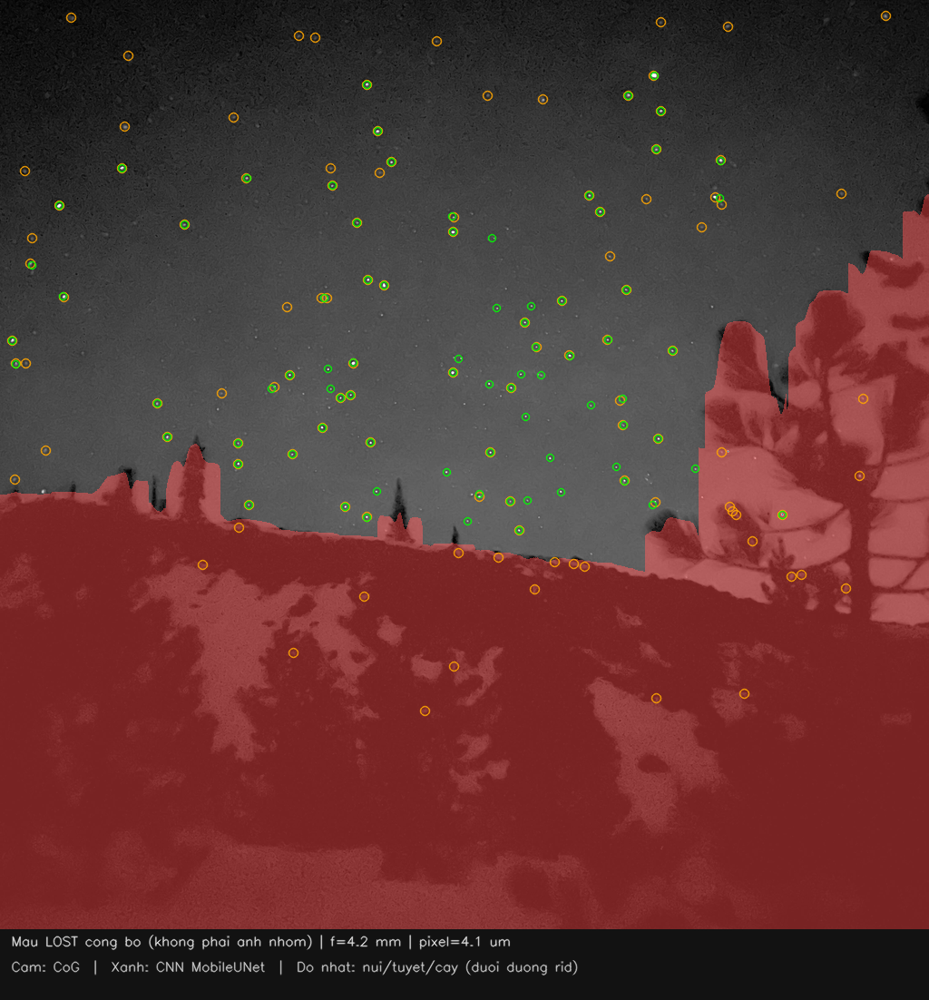 Mau LOST cong bo (khong phai anh nhom) | f=4.2 mm | pixel=4.1 um
Cam: CoG | Xanh: CNN MobileUNet | Do nhat: nui/tuyet/cay (duoi duong rid)